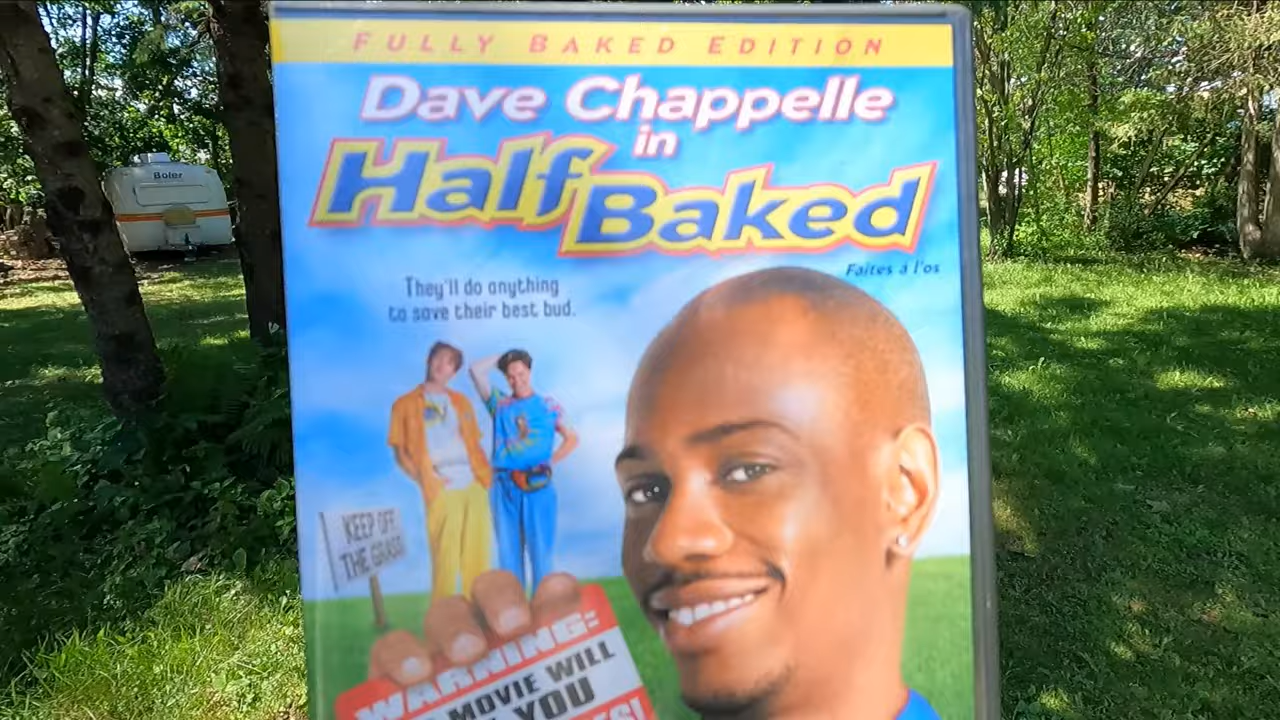 FULLY BAKED EDITION
Dave Chappelle
in
Half Baked
Faites à l'os
They'll do anything
to save their best bud.
Boler
KEEP OFF
THE GRASS
WARNING:
MOVIE WILL
YOU